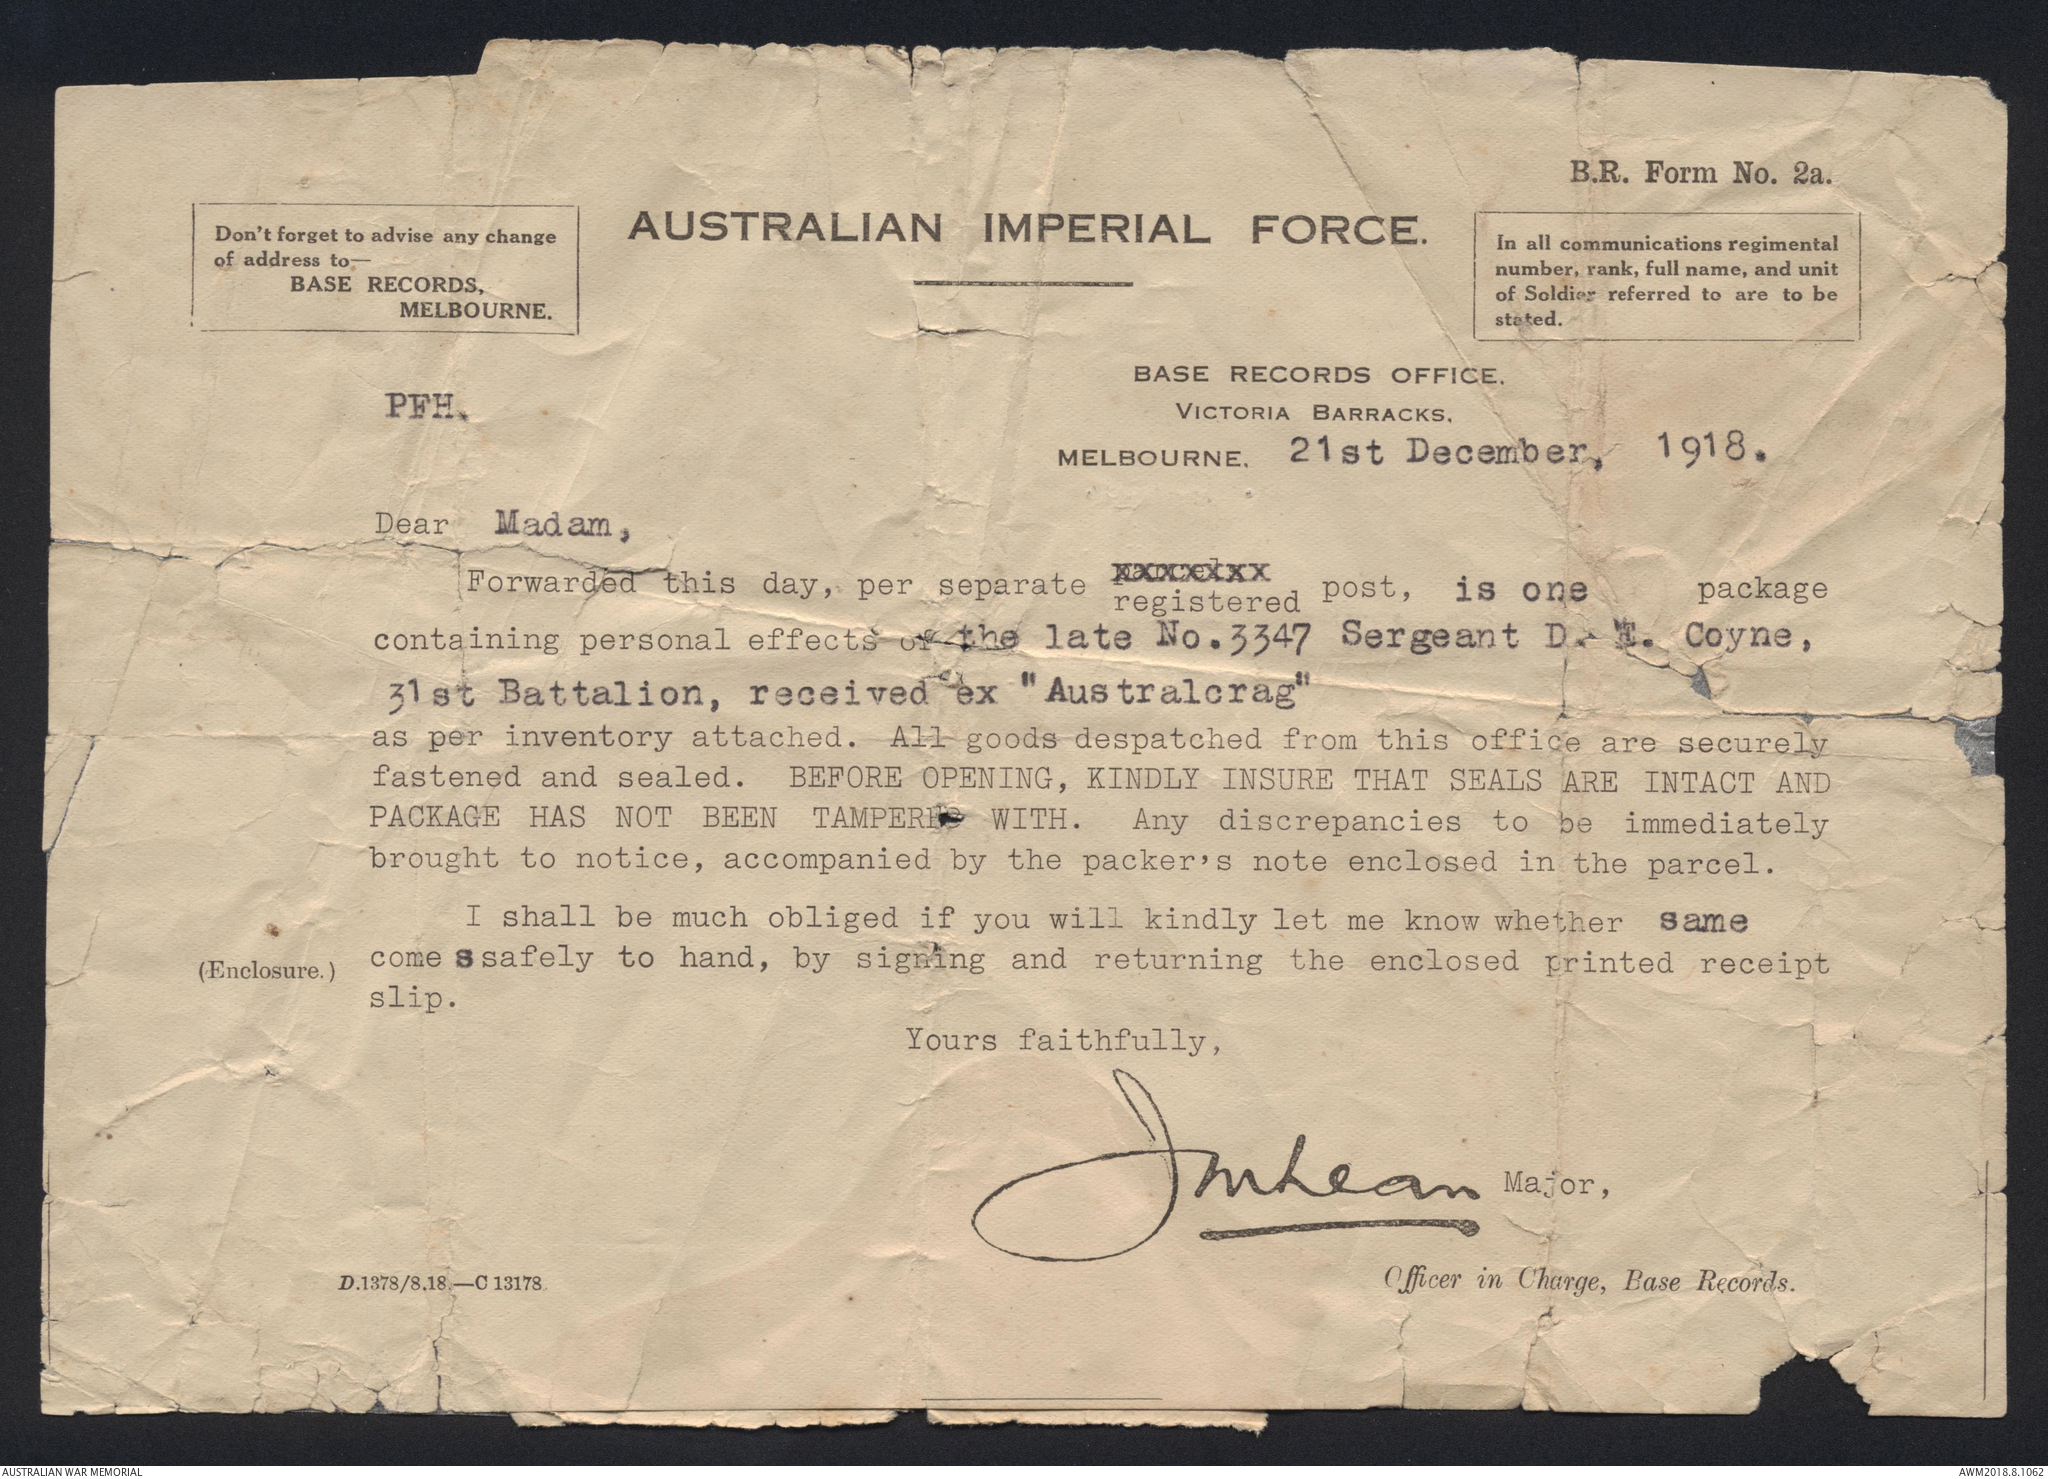 B.R. Form No. 2a.
Don't forget to advise any change
of address to—
BASE RECORDS,
MELBOURNE.
AUSTRALIAN IMPERIAL FORCE.
In all communications regimental
number, rank, full name, and unit
of Soldier referred to are to be
stated.
BASE RECORDS OFFICE.
VICTORIA BARRACKS,
PFH.
MELBOURNE, 21st December, 1918.
Dear Madam,
Forwarded this day, per separate registered post, is one package
containing personal effects of the late No.3347 Sergeant D. E. Coyne,
31st Battalion, received ex "Australcrag"
as per inventory attached. All goods despatched from this office are securely
fastened and sealed. BEFORE OPENING, KINDLY INSURE THAT SEALS ARE INTACT AND
PACKAGE HAS NOT BEEN TAMPERED WITH. Any discrepancies to be immediately
brought to notice, accompanied by the packer's note enclosed in the parcel.
I shall be much obliged if you will kindly let me know whether same
(Enclosure.) comes safely to hand, by signing and returning the enclosed printed receipt
slip.
Yours faithfully,
JMLean Major,
D.1378/8.18.—C 13178.
Officer in Charge, Base Records.
AUSTRALIAN WAR MEMORIAL
AWM2018.8.1062